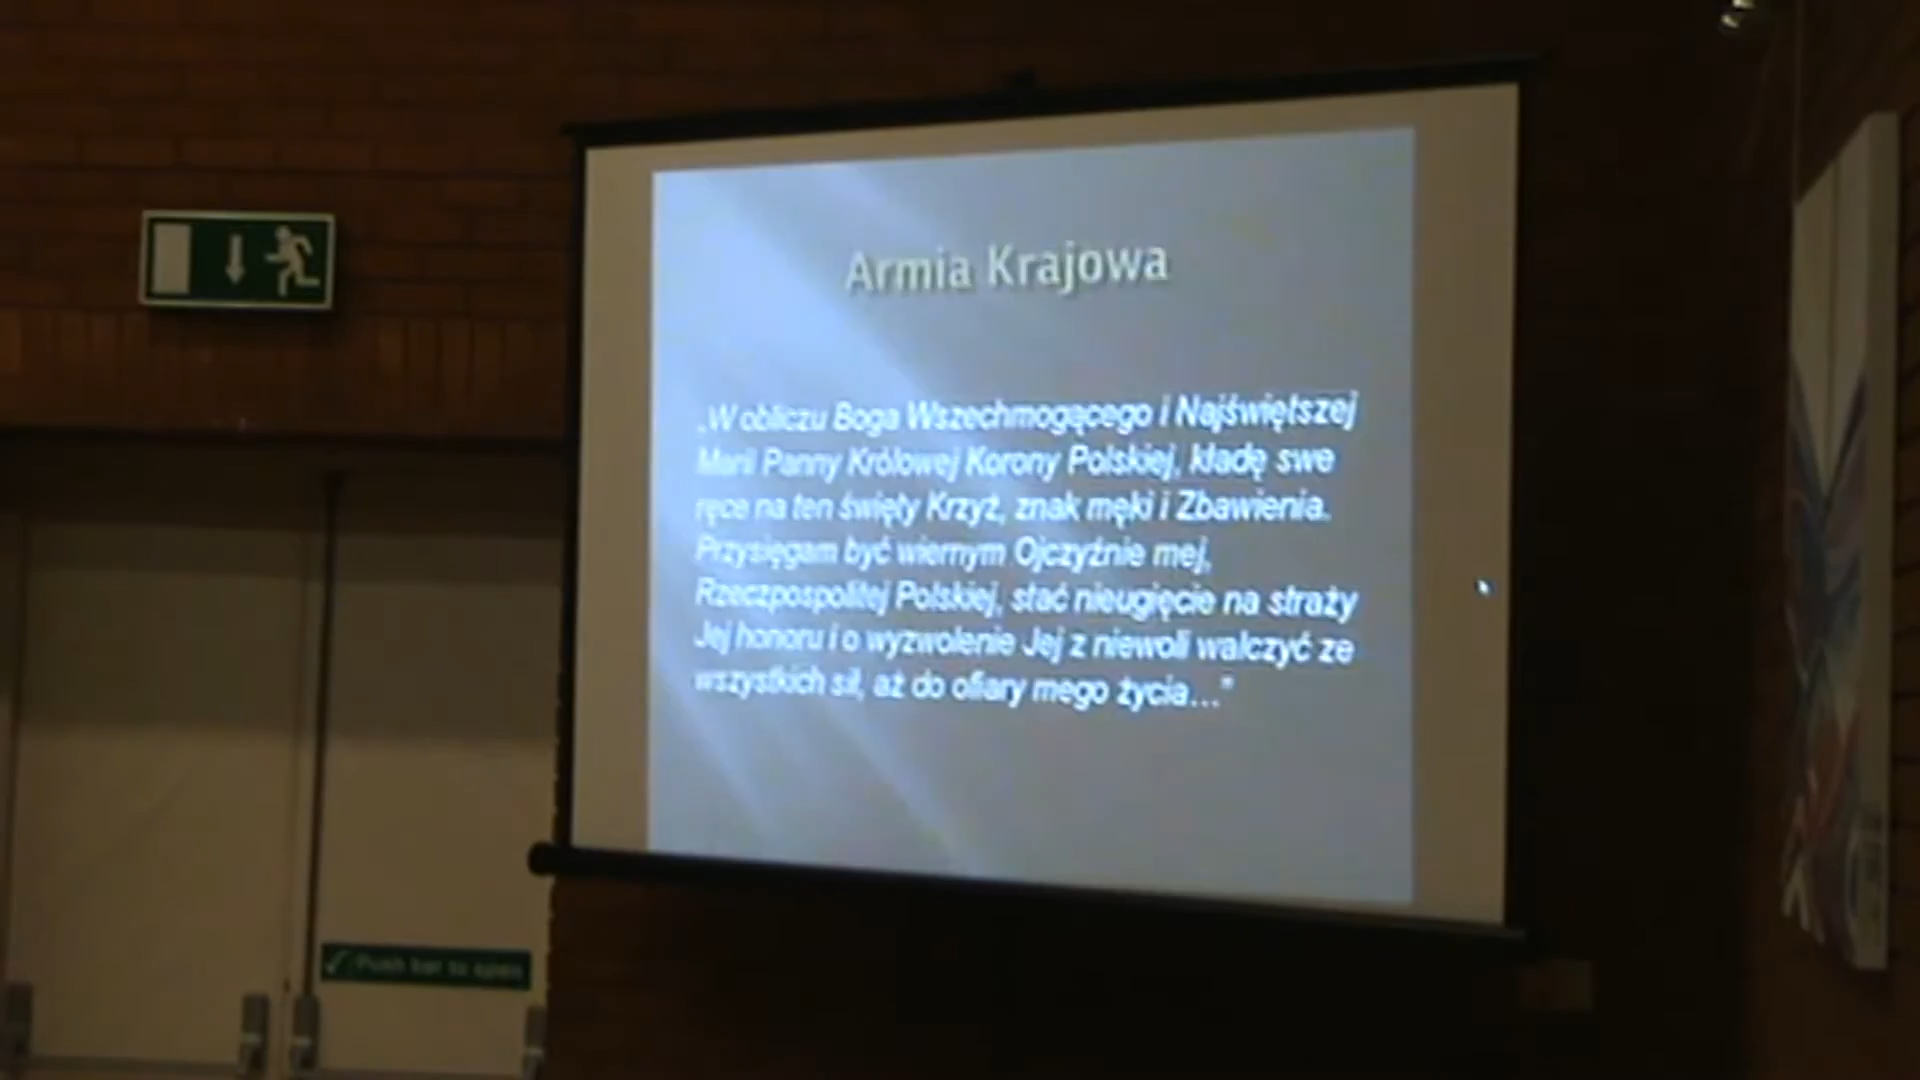 Armia Krajowa
„W obliczu Boga Wszechmogącego i Najświętszej
Marii Panny Królowej Korony Polskiej, kładę swe
ręce na ten święty Krzyż, znak męki i Zbawienia.
Przysięgam być wiernym Ojczyźnie mej,
Rzeczpospolitej Polskiej, stać nieugięcie na straży
Jej honoru i o wyzwolenie Jej z niewoli walczyć ze
wszystkich sił, aż do ofiary mego życia..."
Push bar to open